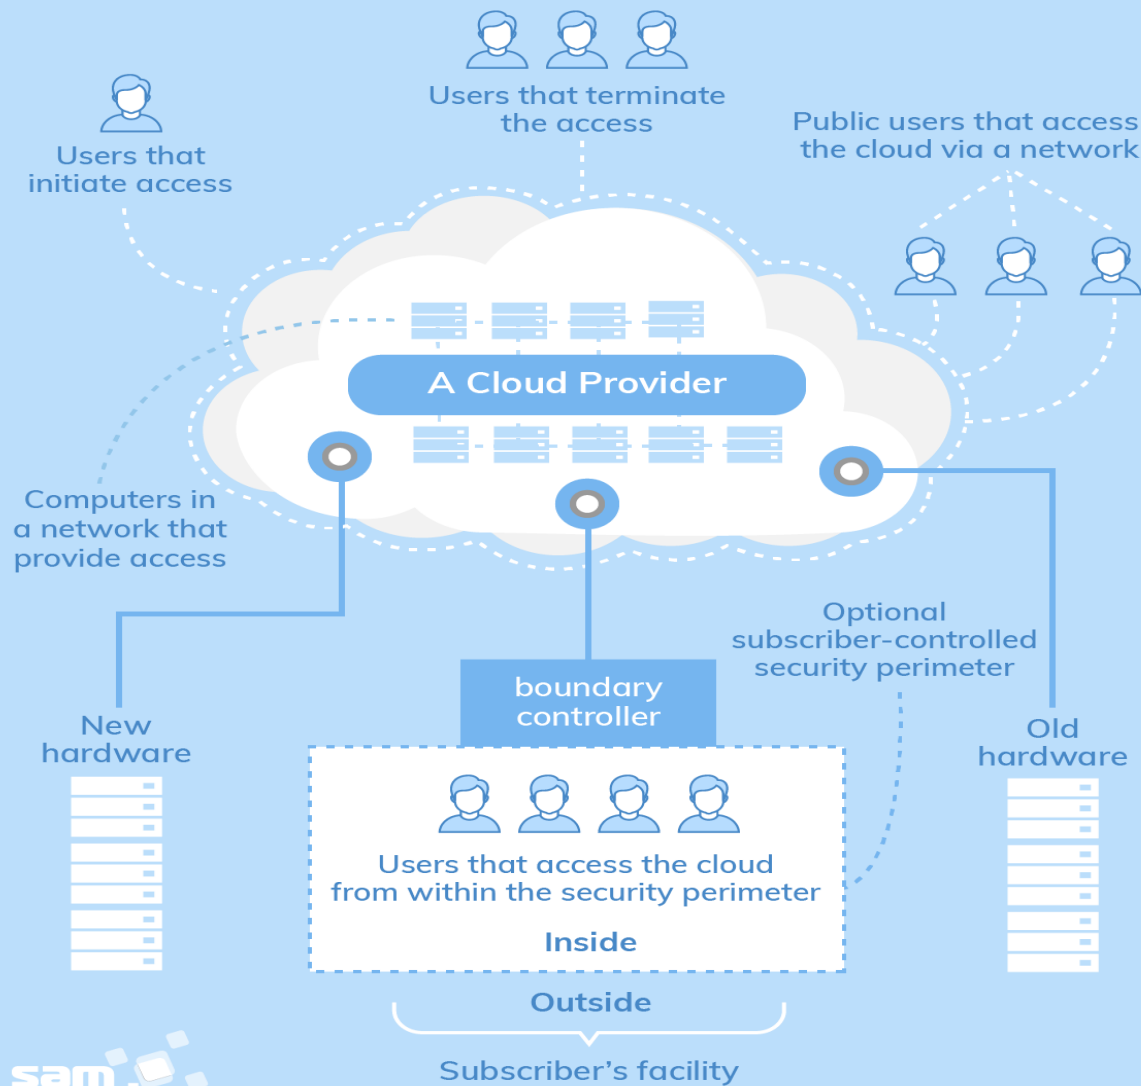 Users that terminate
the access
Users that
initiate access
Public users that access
the cloud via a network
A Cloud Provider
Computers in
a network that
provide access
Optional
subscriber-controlled
security perimeter
boundary
controller
New
hardware
Old
hardware
Users that access the cloud
from within the security perimeter
Inside
Outside
Subscriber’s facility
sam